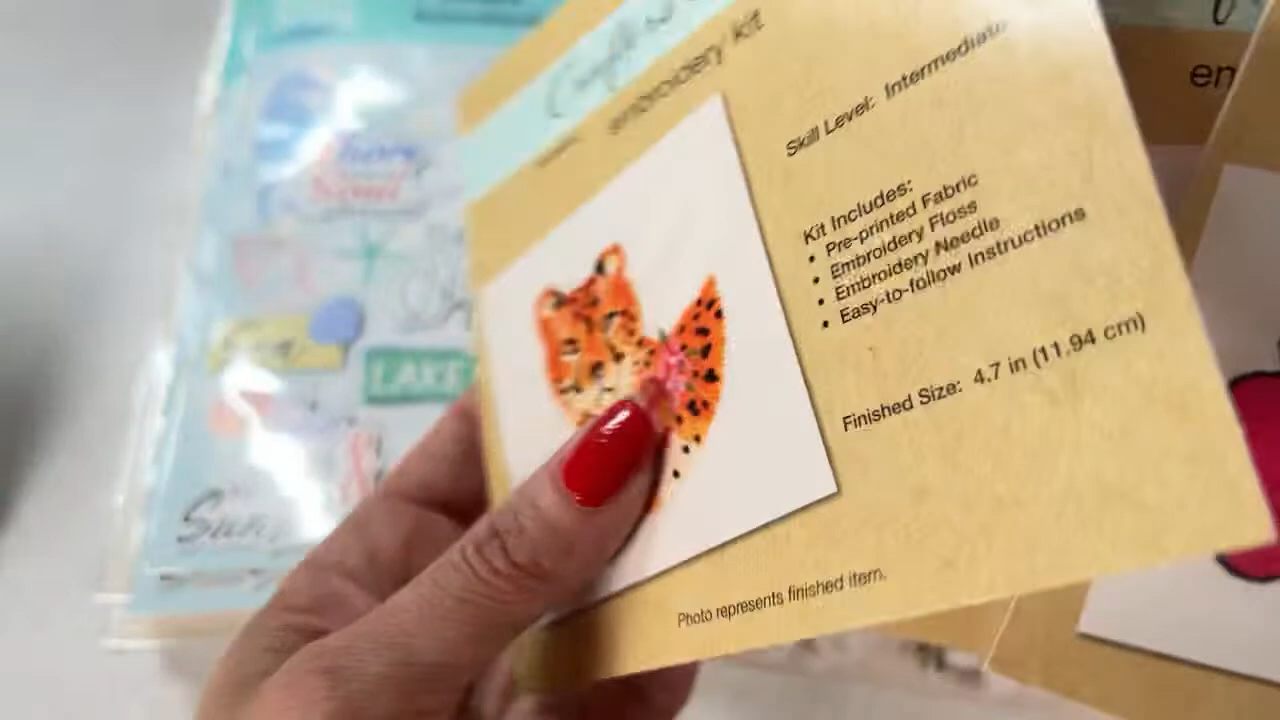 embroidery kit
Skill Level: Intermediate
Kit Includes:
• Pre-printed Fabric
• Embroidery Floss
• Embroidery Needle
• Easy-to-follow Instructions
Finished Size: 4.7 in (11.94 cm)
Photo represents finished item.
LAKE